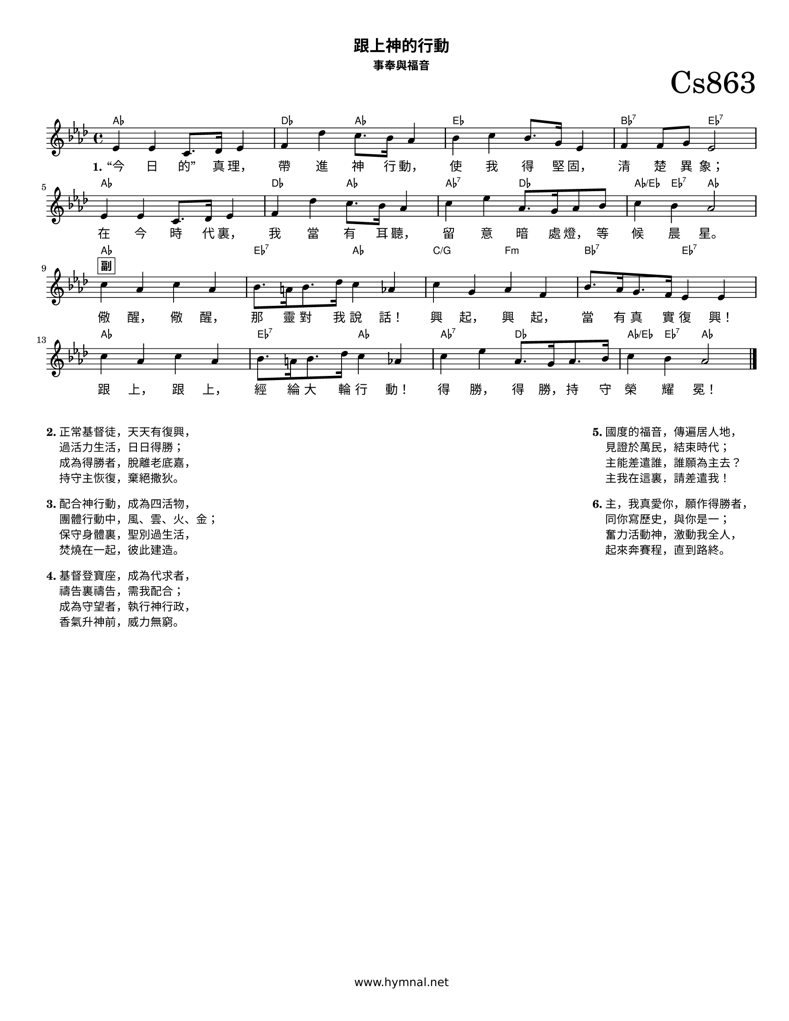 跟上神的行動
事奉與福音
Cs863
A♭ D♭ A♭ E♭ B♭7 E♭7
1. “今 日 的” 真理， 帶 進 神 行動， 使 我 得 堅固， 清 楚 異 象；
5
A♭ D♭ A♭ A♭7 D♭ A♭/E♭ E♭7 A♭
在 今 時 代裏， 我 當 有 耳聽， 留 意 暗 處燈，等 候 晨 星。
9
A♭ E♭7 A♭ C/G Fm B♭7 E♭7
副
儆 醒， 儆 醒， 那 靈對 我說 話！ 興 起， 興 起， 當 有真 實復 興！
13
A♭ E♭7 A♭ A♭7 D♭ A♭/E♭ E♭7 A♭
跟 上， 跟 上， 經 綸大 輪行 動！ 得 勝， 得 勝，持 守 榮 耀 冕！
2. 正常基督徒，天天有復興，
過活力生活，日日得勝；
成為得勝者，脫離老底嘉，
持守主恢復，棄絕撒狄。
3. 配合神行動，成為四活物，
團體行動中，風、雲、火、金；
保守身體裏，聖別過生活，
焚燒在一起，彼此建造。
4. 基督登寶座，成為代求者，
禱告裏禱告，需我配合；
成為守望者，執行神行政，
香氣升神前，威力無窮。
5. 國度的福音，傳遍居人地，
見證於萬民，結束時代；
主能差遣誰，誰願為主去？
主我在這裏，請差遣我！
6. 主，我真愛你，願作得勝者，
同你寫歷史，與你是一；
奮力活動神，激動我全人，
起來奔賽程，直到路終。
www.hymnal.net